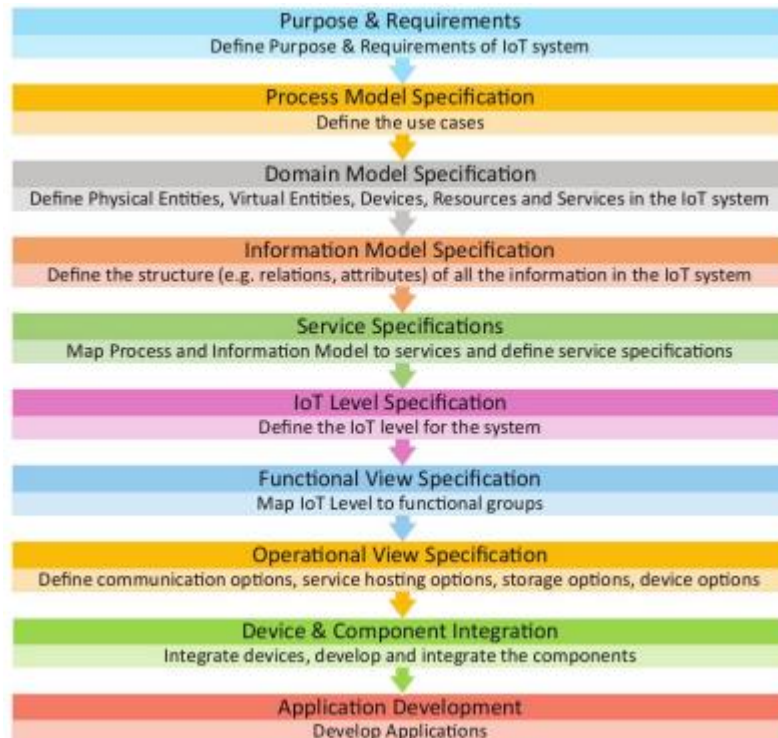 Purpose & Requirements
Define Purpose & Requirements of IoT system
Process Model Specification
Define the use cases
Domain Model Specification
Define Physical Entities, Virtual Entities, Devices, Resources and Services in the IoT system
Information Model Specification
Define the structure (e.g. relations, attributes) of all the information in the IoT system
Service Specifications
Map Process and Information Model to services and define service specifications
IoT Level Specification
Define the IoT level for the system
Functional View Specification
Map IoT Level to functional groups
Operational View Specification
Define communication options, service hosting options, storage options, device options
Device & Component Integration
Integrate devices, develop and integrate the components
Application Development
Develop Applications